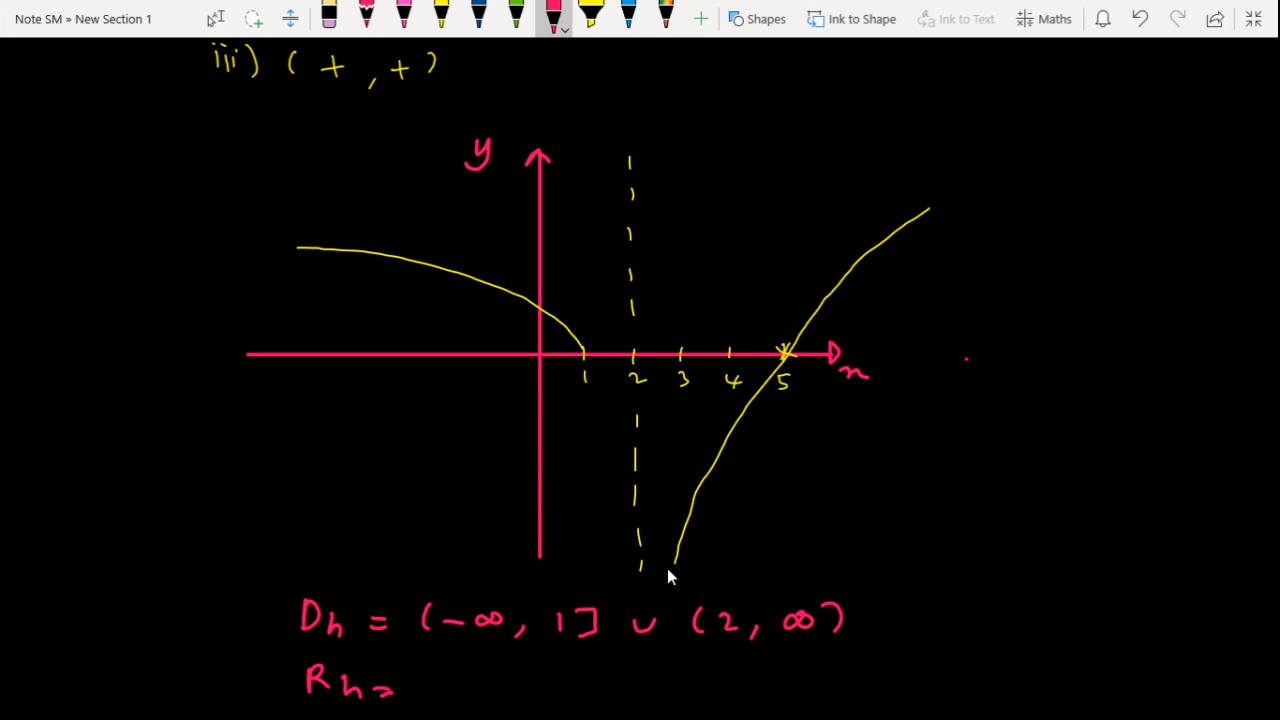 Note SM » New Section 1
Shapes Ink to Shape Ink to Text Maths
iii) ( + , + )
y
x
1 2 3 4 5
Dh = (-∞, 1] ∪ (2, ∞)
Rh =